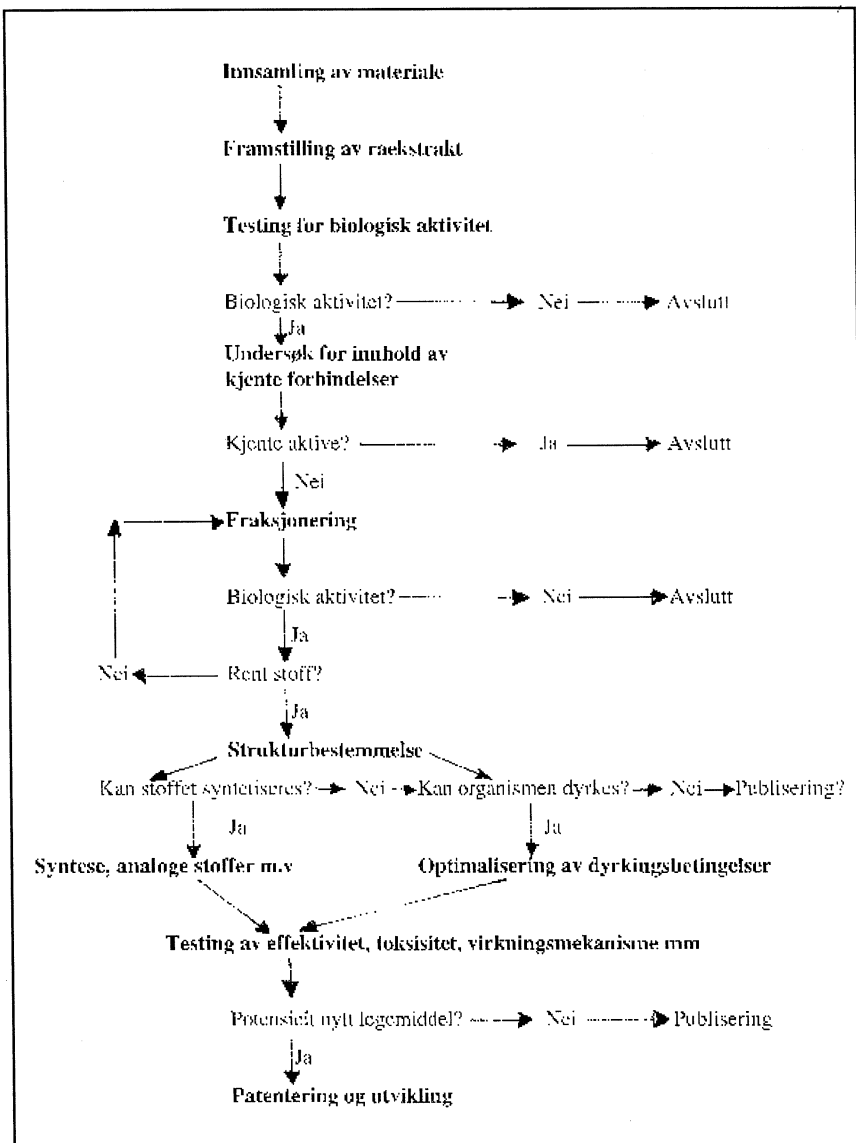 Innsamling av materiale
Framstilling av raekstrakt
Testing for biologisk aktivitet
Biologisk aktivitet? Nei Avslutt
Ja
Undersøk for innhold av
kjente forbindelser
Kjente aktive? Ja Avslutt
Nei
Fraksjonering
Biologisk aktivitet? Nei Avslutt
Ja
Nei Rent stoff?
Ja
Strukturbestemmelse
Kan stoffet syntetiseres? Nei Kan organismen dyrkes? Nei Publisering?
Ja Ja
Syntese, analoge stoffer m.v Optimalisering av dyrkingsbetingelser
Testing av effektivitet, toksisitet, virkningsmekanisme mm
Potensielt nytt legemiddel? Nei Publisering
Ja
Patentering og utvikling